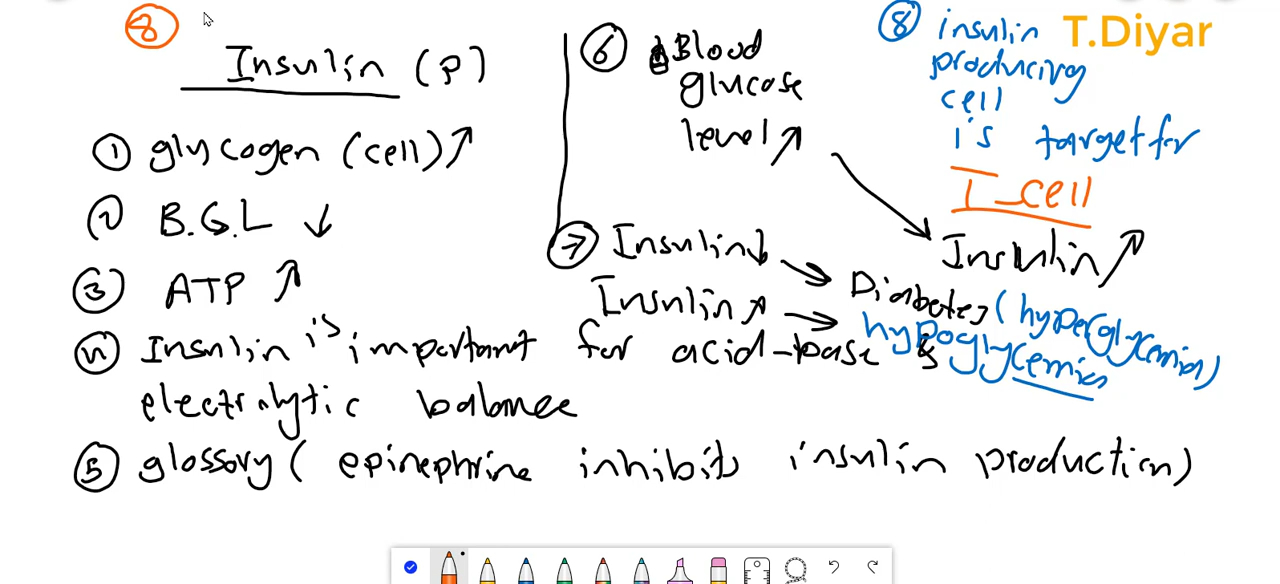 8
Insulin (P)
① glycogen (cell) ↗
② B.G.L ↓
③ ATP ↗
④ Insulin is important for acid-base &
electrolytic balance
⑤ glossory ( epinephrine inhibits insulin production)
⑥ Blood
glucose
level ↗
Insulin ↗
⑦ Insulin ↓ → Diabetes (hyperglycemia)
Insulin ↗ → hypoglycemia
⑧ insulin
producing
cell
is target for
I_cell
T.Diyar